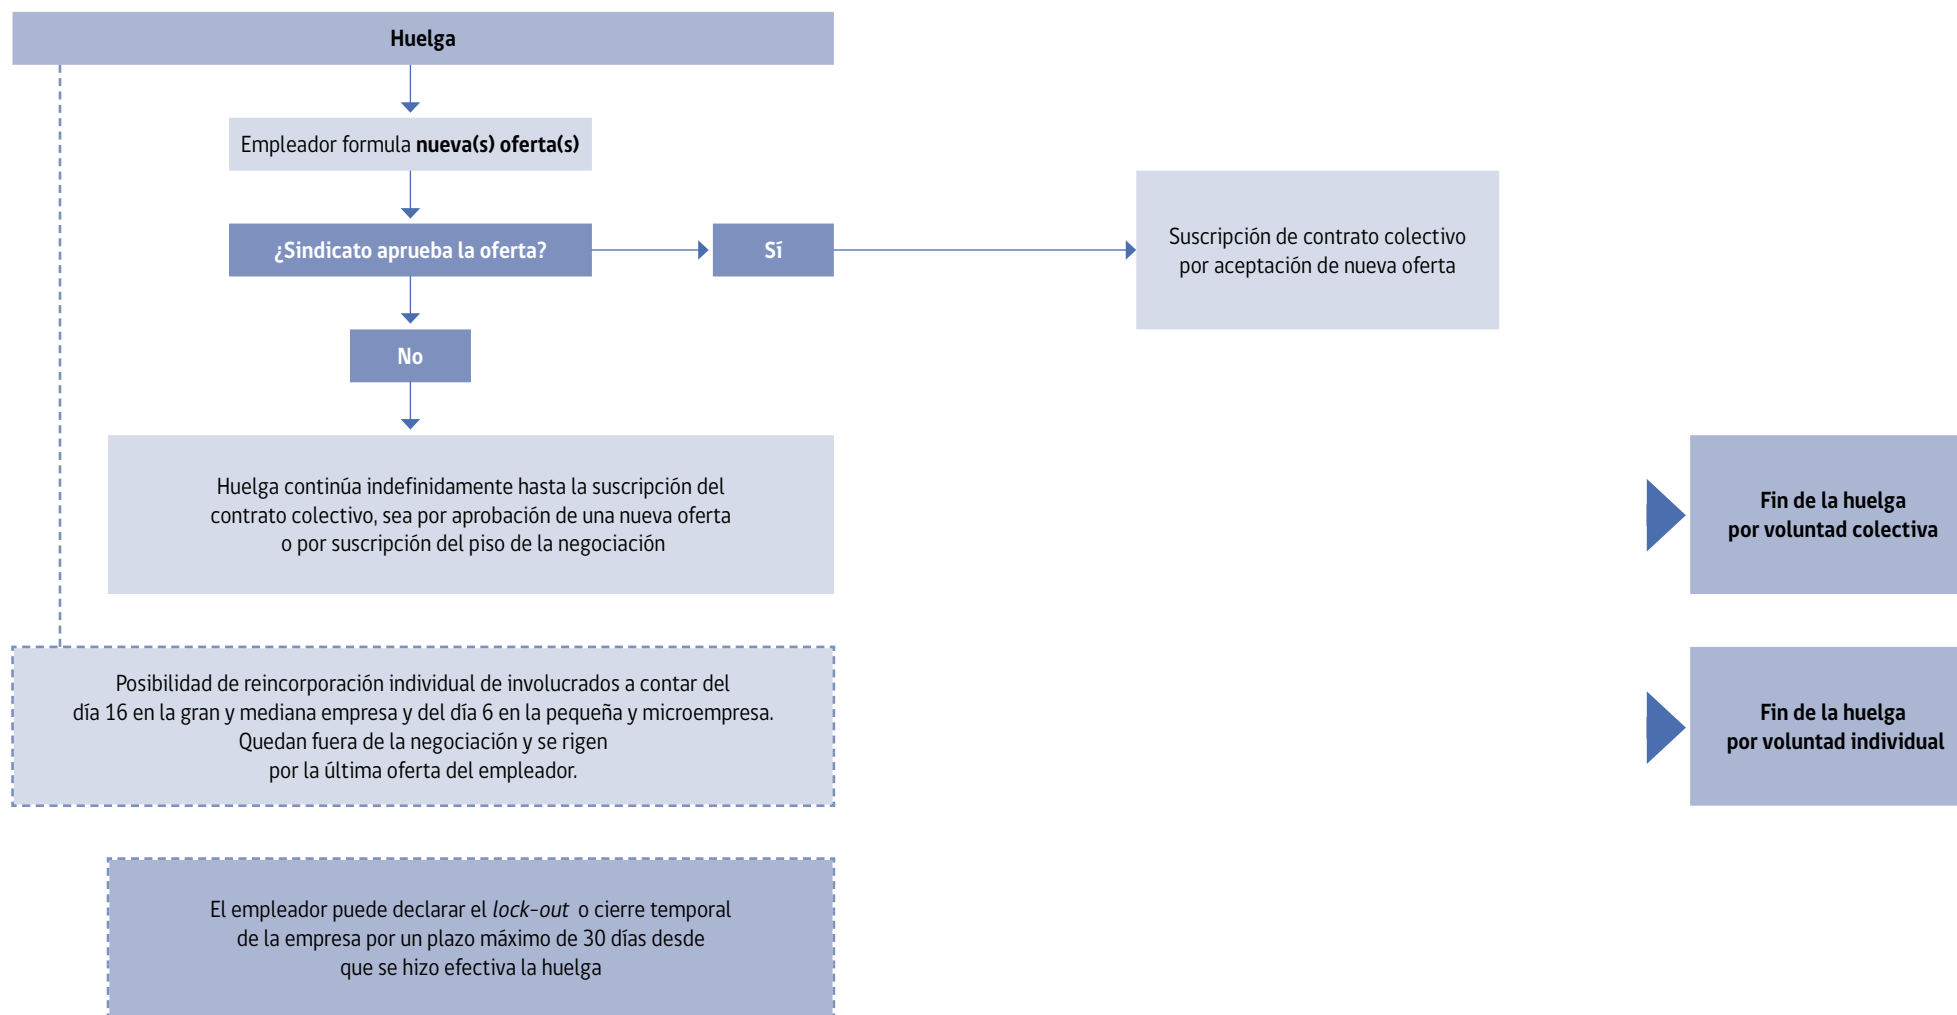 Huelga
Empleador formula nueva(s) oferta(s)
¿Sindicato aprueba la oferta?
Sí
Suscripción de contrato colectivo
por aceptación de nueva oferta
No
Huelga continúa indefinidamente hasta la suscripción del
contrato colectivo, sea por aprobación de una nueva oferta
o por suscripción del piso de la negociación
Fin de la huelga
por voluntad colectiva
Posibilidad de reincorporación individual de involucrados a contar del
día 16 en la gran y mediana empresa y del día 6 en la pequeña y microempresa.
Quedan fuera de la negociación y se rigen
por la última oferta del empleador.
Fin de la huelga
por voluntad individual
El empleador puede declarar el lock-out o cierre temporal
de la empresa por un plazo máximo de 30 días desde
que se hizo efectiva la huelga